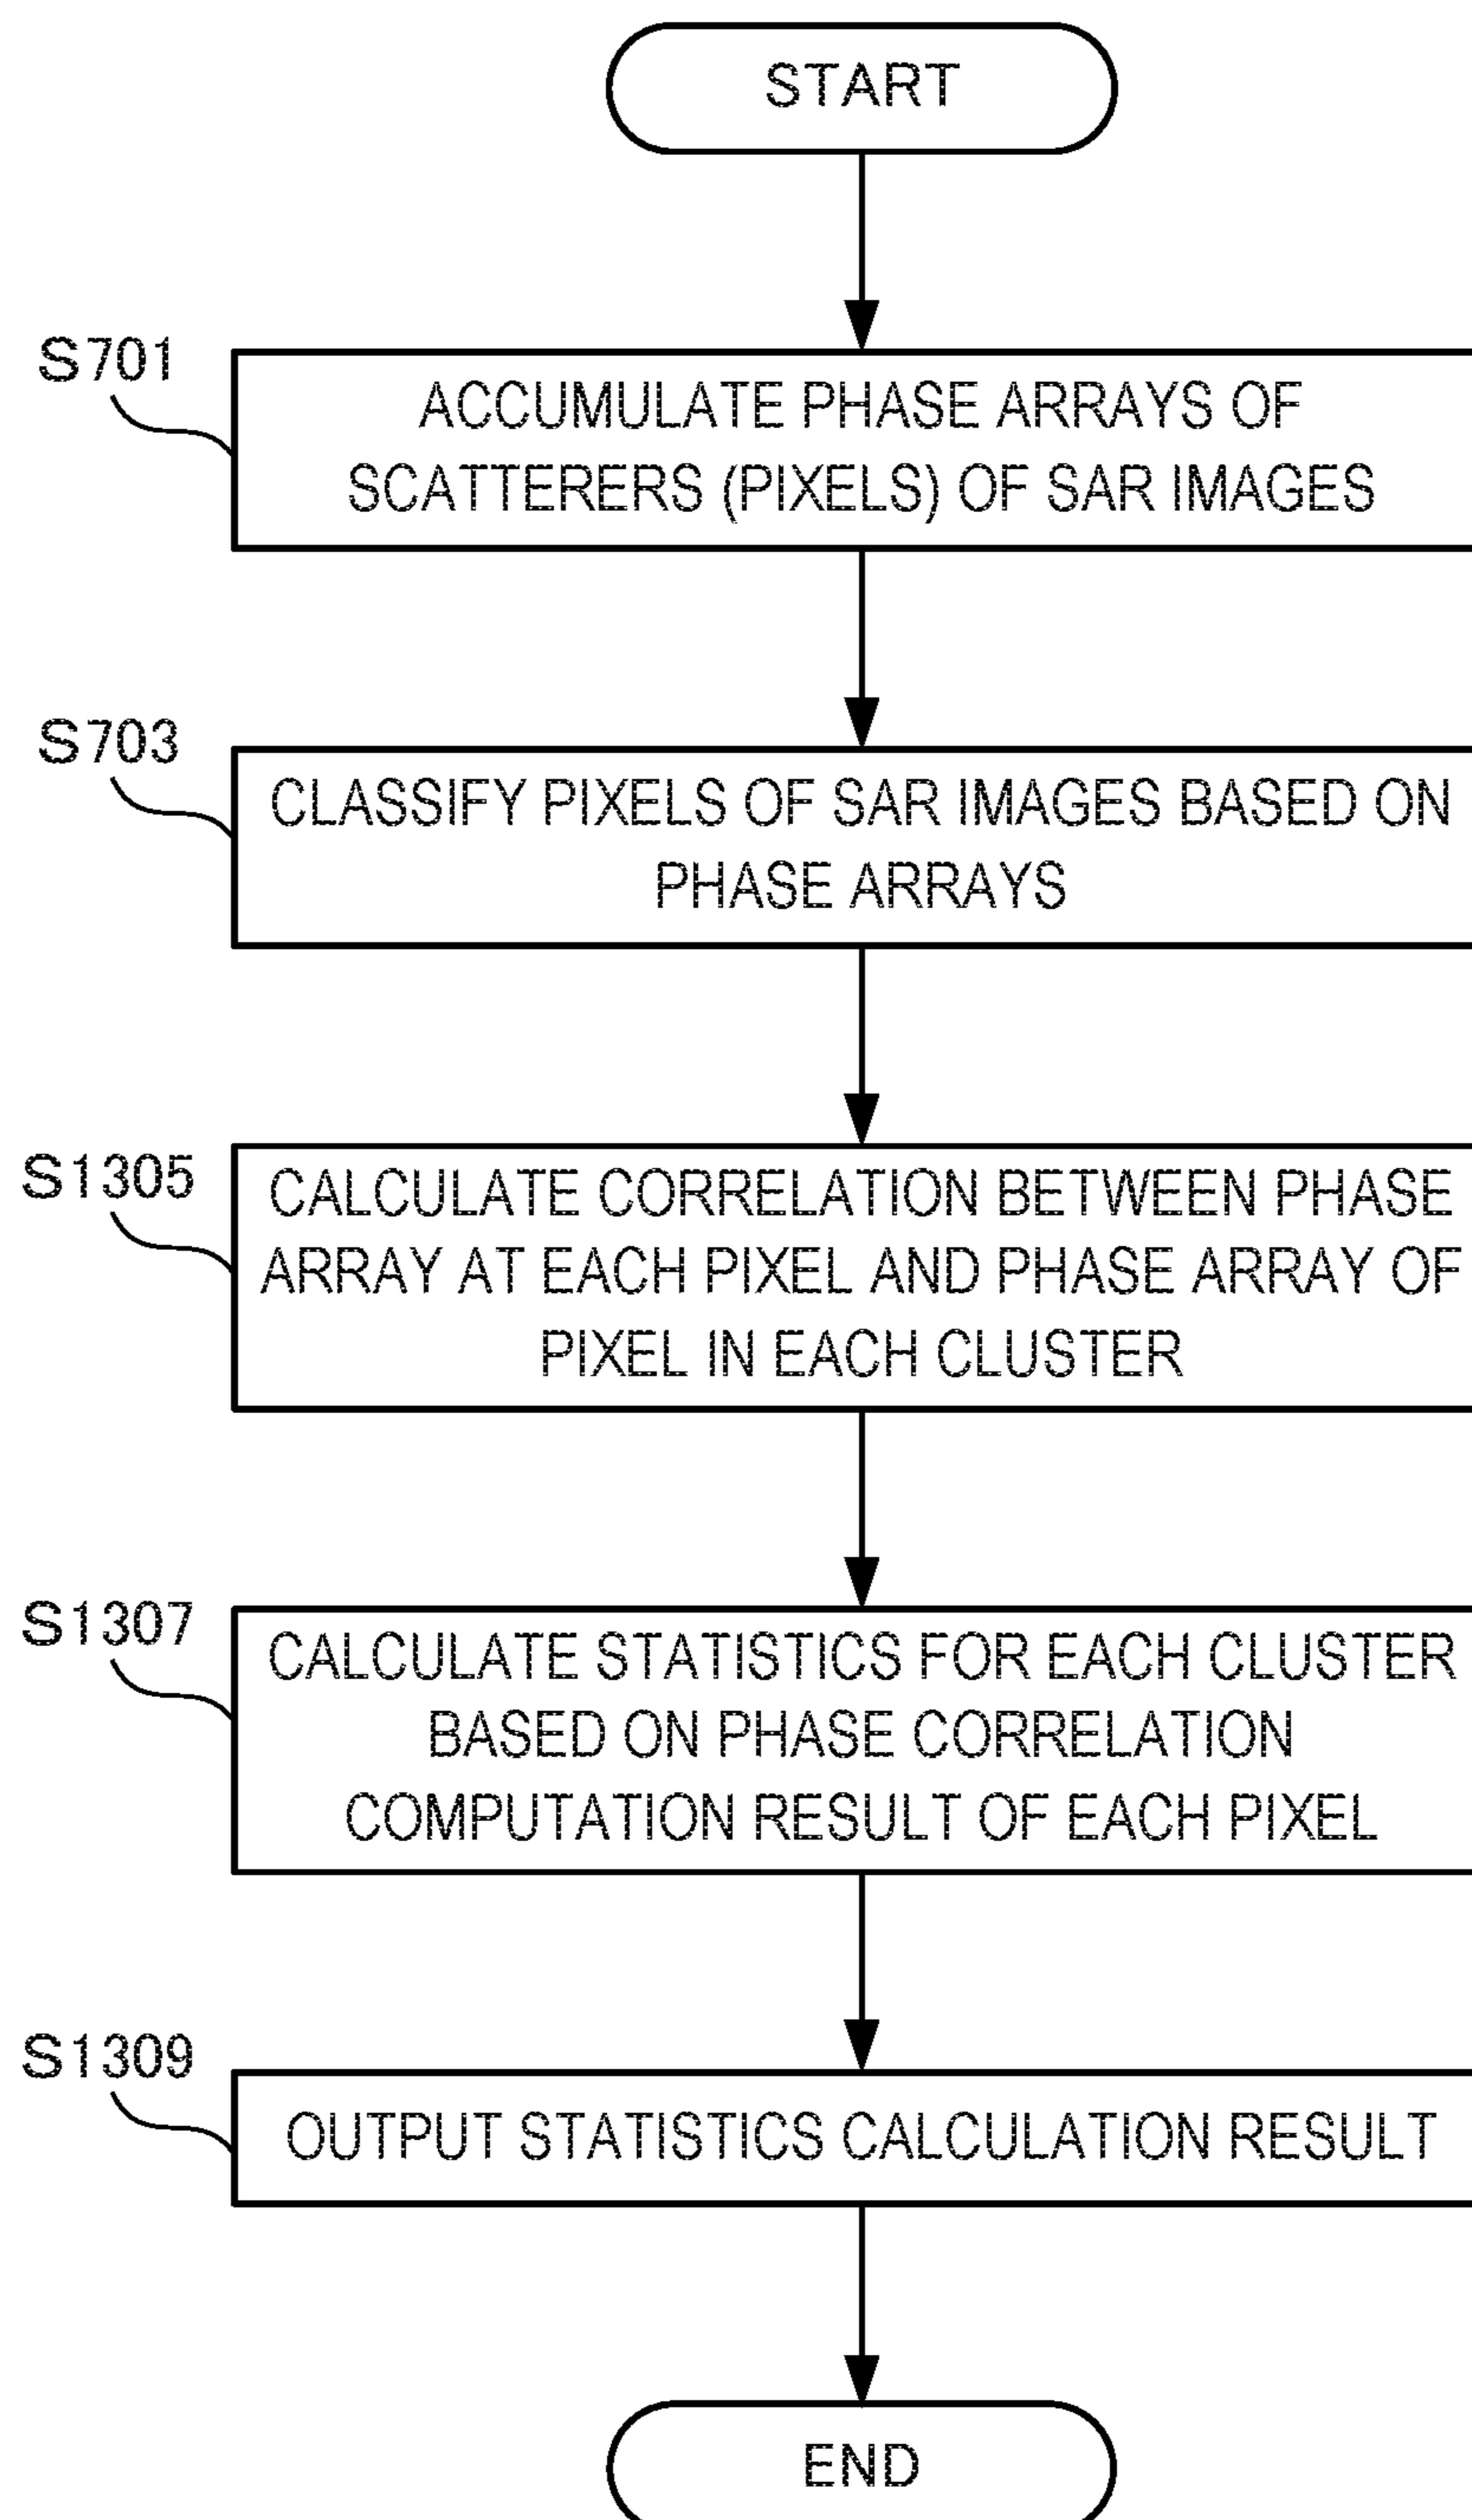 START
S701
ACCUMULATE PHASE ARRAYS OF
SCATTERERS (PIXELS) OF SAR IMAGES
S703
CLASSIFY PIXELS OF SAR IMAGES BASED ON
PHASE ARRAYS
S1305
CALCULATE CORRELATION BETWEEN PHASE
ARRAY AT EACH PIXEL AND PHASE ARRAY OF
PIXEL IN EACH CLUSTER
S1307
CALCULATE STATISTICS FOR EACH CLUSTER
BASED ON PHASE CORRELATION
COMPUTATION RESULT OF EACH PIXEL
S1309
OUTPUT STATISTICS CALCULATION RESULT
END